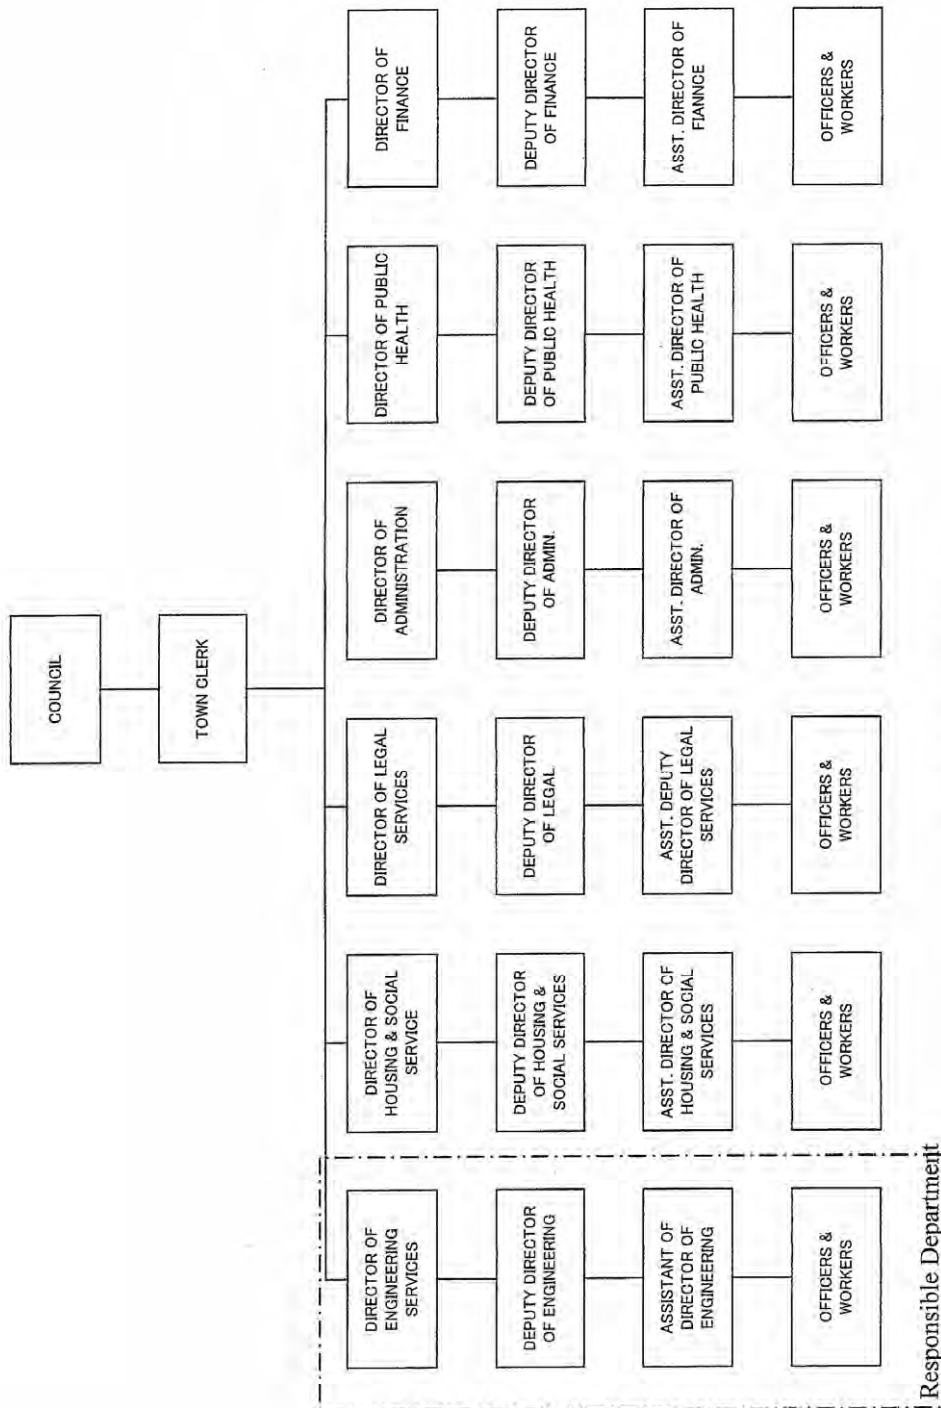 COUNCIL
TOWN CLERK
DIRECTOR OF
ENGINEERING
SERVICES
DIRECTOR OF
HOUSING & SOCIAL
SERVICE
DIRECTOR OF LEGAL
SERVICES
DIRECTOR OF
ADMINISTRATION
DIRECTOR OF PUBLIC
HEALTH
DIRECTOR OF
FINANCE
DEPUTY DIRECTOR
OF ENGINEERING
DEPUTY DIRECTOR
OF HOUSING &
SOCIAL SERVICES
DEPUTY DIRECTOR
OF LEGAL
DEPUTY DIRECTOR
OF ADMIN.
DEPUTY DIRECTOR
OF PUBLIC HEALTH
DEPUTY DIRECTOR
OF FINANCE
ASSISTANT OF
DIRECTOR OF
ENGINEERING
ASST. DIRECTOR CF
HOUSING & SOCIAL
SERVICES
ASST. DEPUTY
DIRECTOR OF LEGAL
SERVICES
ASST. DIRECTOR OF
ADMIN.
ASST. DIRECTOR OF
PUBLIC HEALTH
ASST. DIRECTOR OF
FIANNCE
OFFICERS &
WORKERS
OFFICERS &
WORKERS
OFFICERS &
WORKERS
OFFICERS &
WORKERS
OFFICERS &
WORKERS
OFFICERS &
WORKERS
Responsible Department